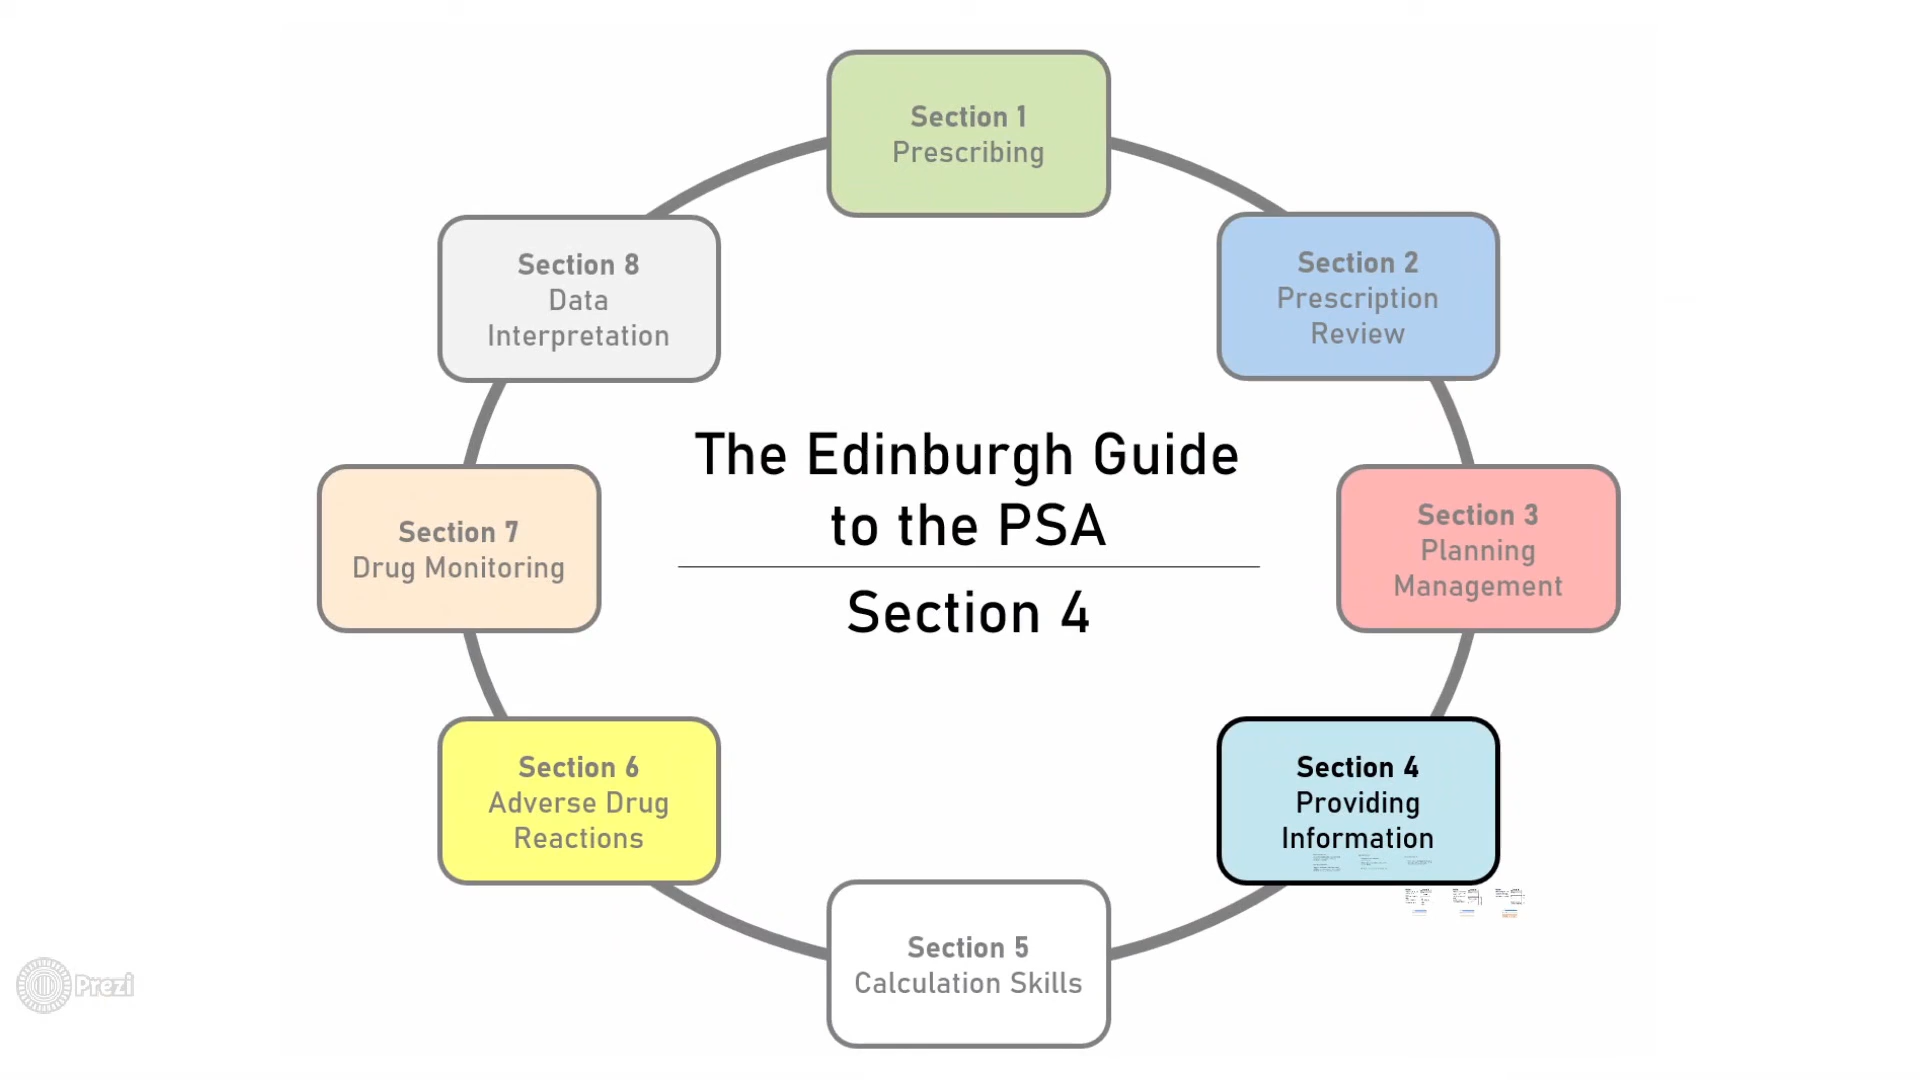 Section 1
Prescribing
Section 8
Data
Interpretation
Section 2
Prescription
Review
The Edinburgh Guide
to the PSA
Section 4
Section 7
Drug Monitoring
Section 3
Planning
Management
Section 6
Adverse Drug
Reactions
Section 4
Providing
Information
Section 5
Calculation Skills
Prezi